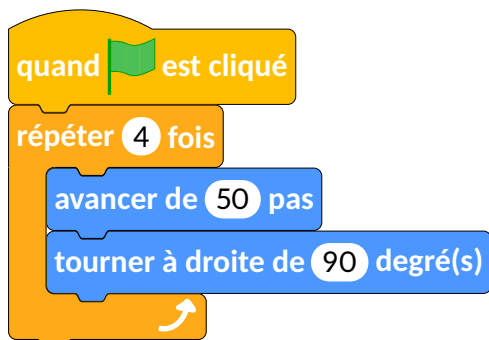 quand est cliqué
répéter 4 fois
avancer de 50 pas
tourner à droite de 90 degré(s)